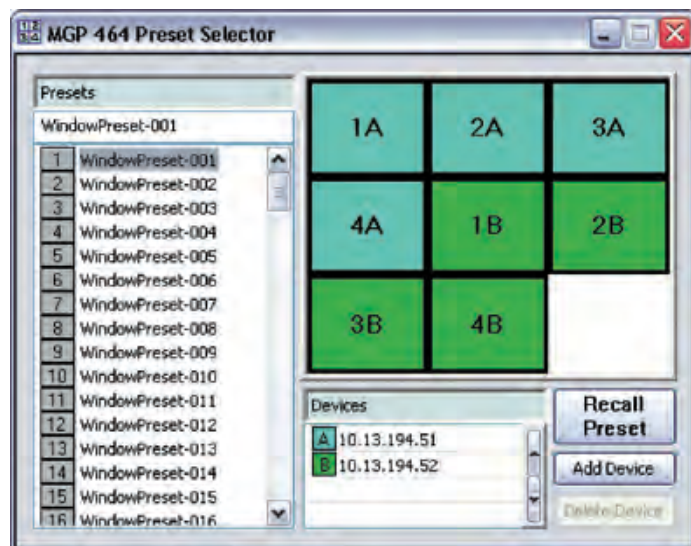 MGP 464 Preset Selector
Presets
WindowPreset-001
1 WindowPreset-001
2 WindowPreset-002
3 WindowPreset-003
4 WindowPreset-004
5 WindowPreset-005
6 WindowPreset-006
7 WindowPreset-007
8 WindowPreset-008
9 WindowPreset-009
10 WindowPreset-010
11 WindowPreset-011
12 WindowPreset-012
13 WindowPreset-013
14 WindowPreset-014
15 WindowPreset-015
16 WindowPreset-016
1A 2A 3A
4A 1B 2B
3B 4B
Devices
A 10.13.194.51
B 10.13.194.52
Recall
Preset
Add Device
Delete Device